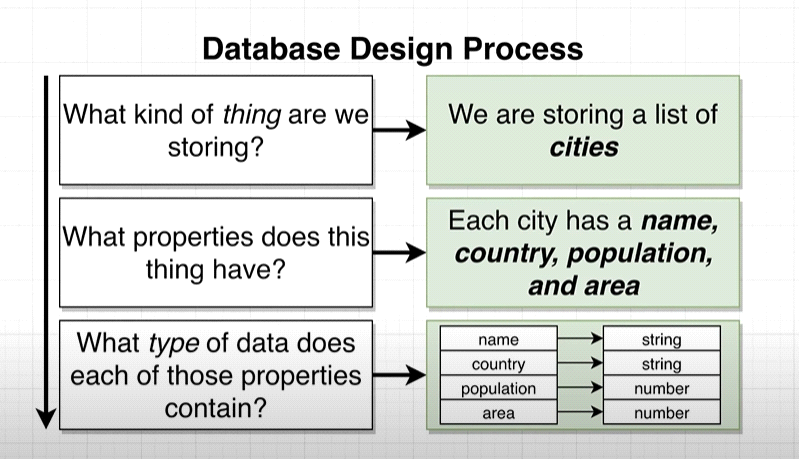 Database Design Process
What kind of thing are we
storing?
We are storing a list of
cities
What properties does this
thing have?
Each city has a name,
country, population,
and area
What type of data does
each of those properties
contain?
name
string
country
string
population
number
area
number